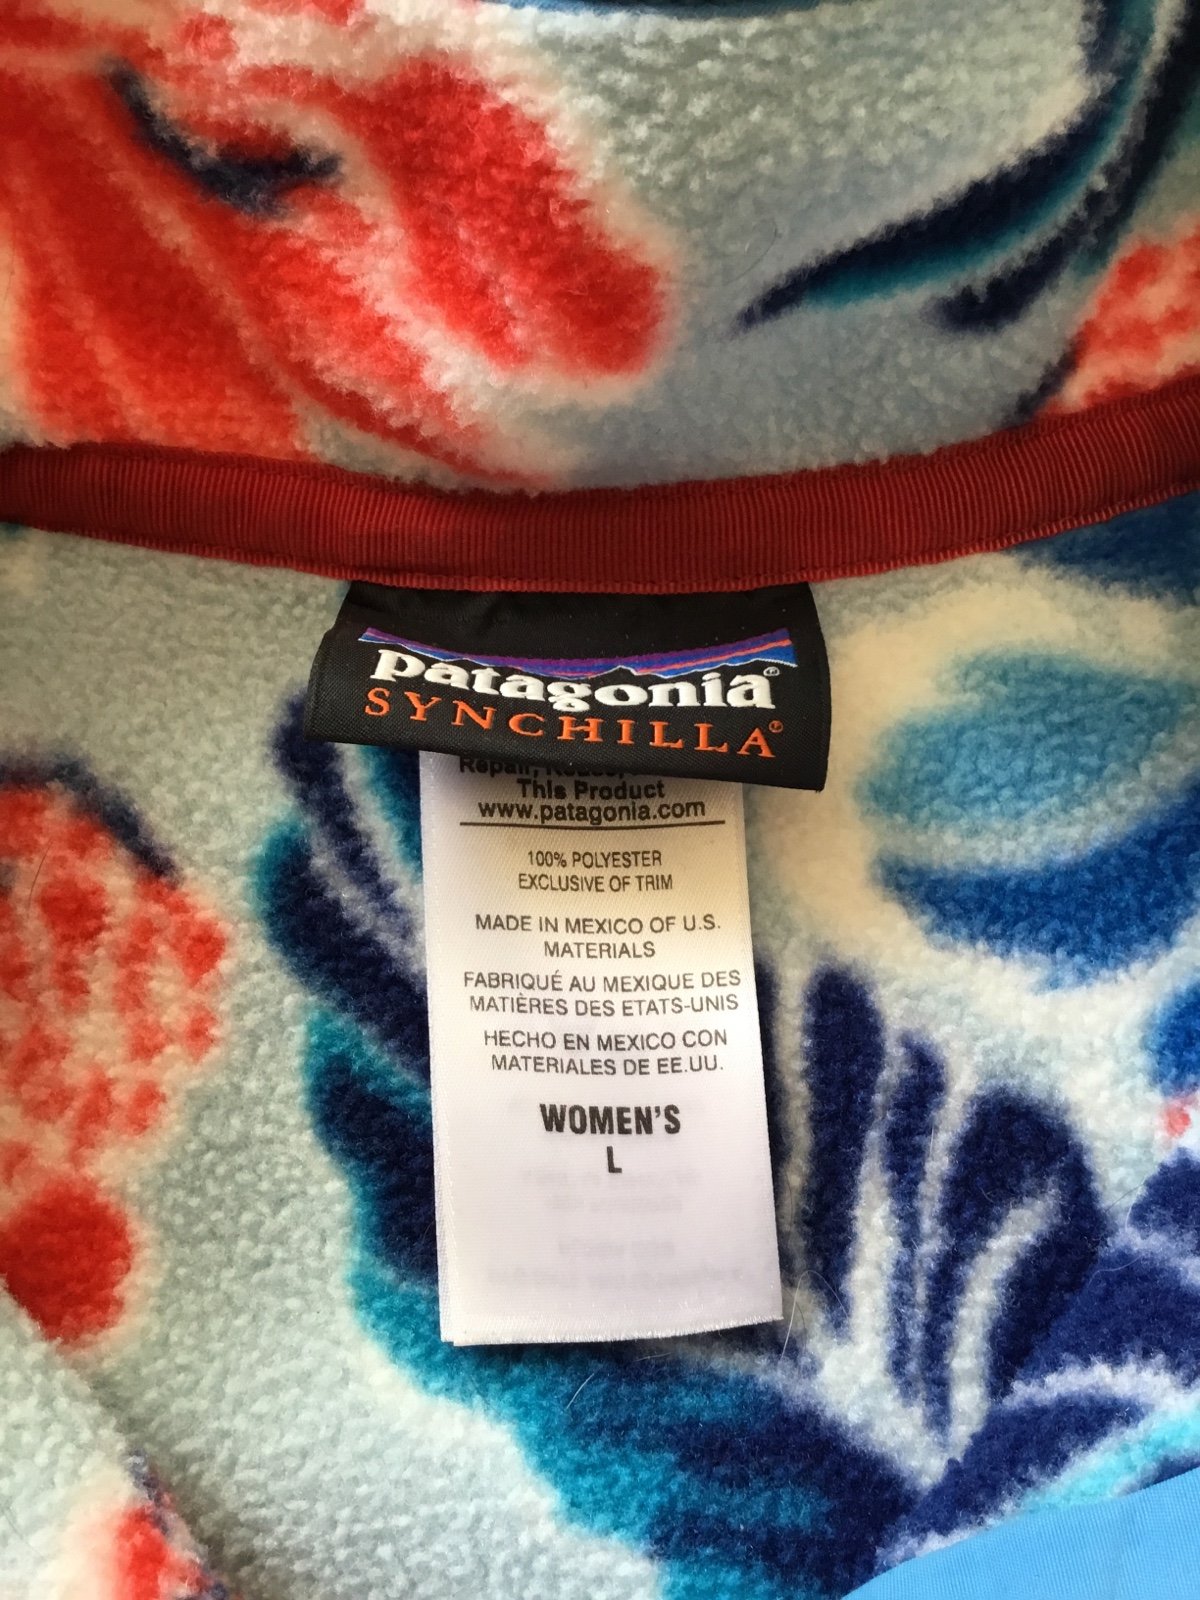 patagonia®
SYNCHILLA®
Repair,
This Product
www.patagonia.com
100% POLYESTER
EXCLUSIVE OF TRIM
MADE IN MEXICO OF U.S.
MATERIALS
FABRIQUÉ AU MEXIQUE DES
MATIÈRES DES ETATS-UNIS
HECHO EN MEXICO CON
MATERIALES DE EE.UU.
WOMEN'S
L